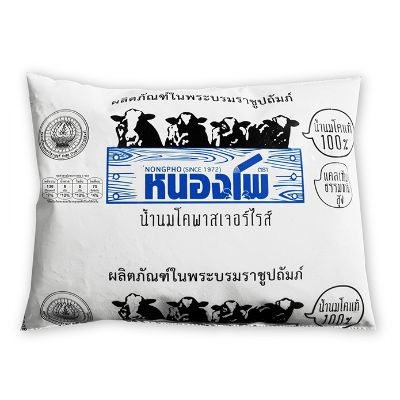 ผลิตภัณฑ์ในพระบรมราชูปถัมภ์
น้ำนมโคแท้
100%
NONGPHO (SINCE 1972)
ตรา
หนองโพ
แคลเซียม
ธรรมชาติ
สูง
น้ำนมโคพาสเจอร์ไรส์
ผลิตภัณฑ์ในพระบรมราชูปถัมภ์
น้ำนมโคแท้
100%